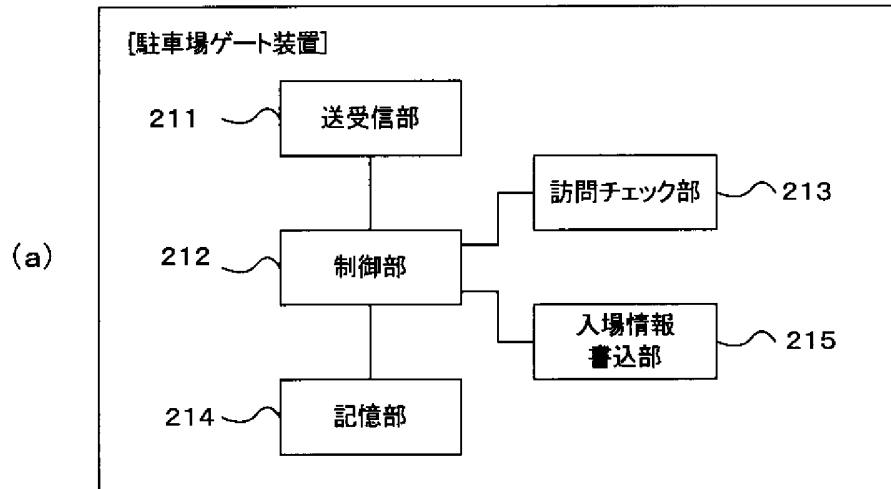 [駐車場ゲート装置]
211
送受信部
訪問チェック部
213
(a)
212
制御部
入場情報
書込部
215
214
記憶部